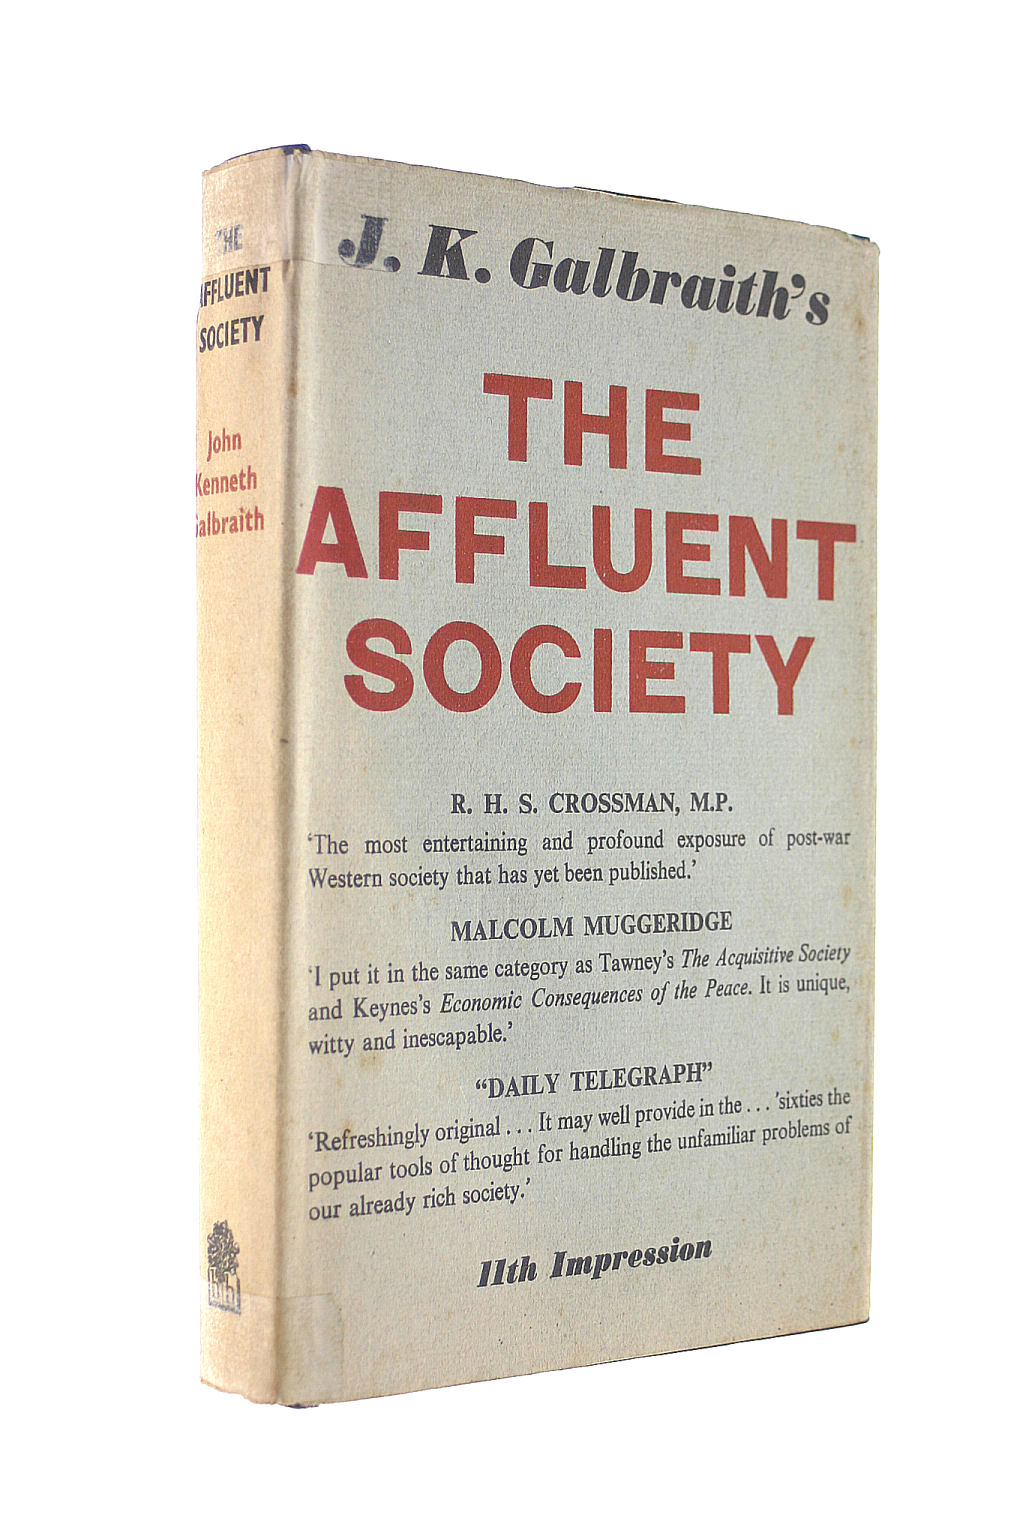 THE
AFFLUENT
SOCIETY
John
Kenneth
Galbraith
hh
J. K. Galbraith's
THE
AFFLUENT
SOCIETY
R. H. S. CROSSMAN, M.P.
‘The most entertaining and profound exposure of post-war
Western society that has yet been published.’
MALCOLM MUGGERIDGE
‘I put it in the same category as Tawney's The Acquisitive Society
and Keynes's Economic Consequences of the Peace. It is unique,
witty and inescapable.’
“DAILY TELEGRAPH”
‘Refreshingly original . . . It may well provide in the . . . 'sixties the
popular tools of thought for handling the unfamiliar problems of
our already rich society.’
11th Impression